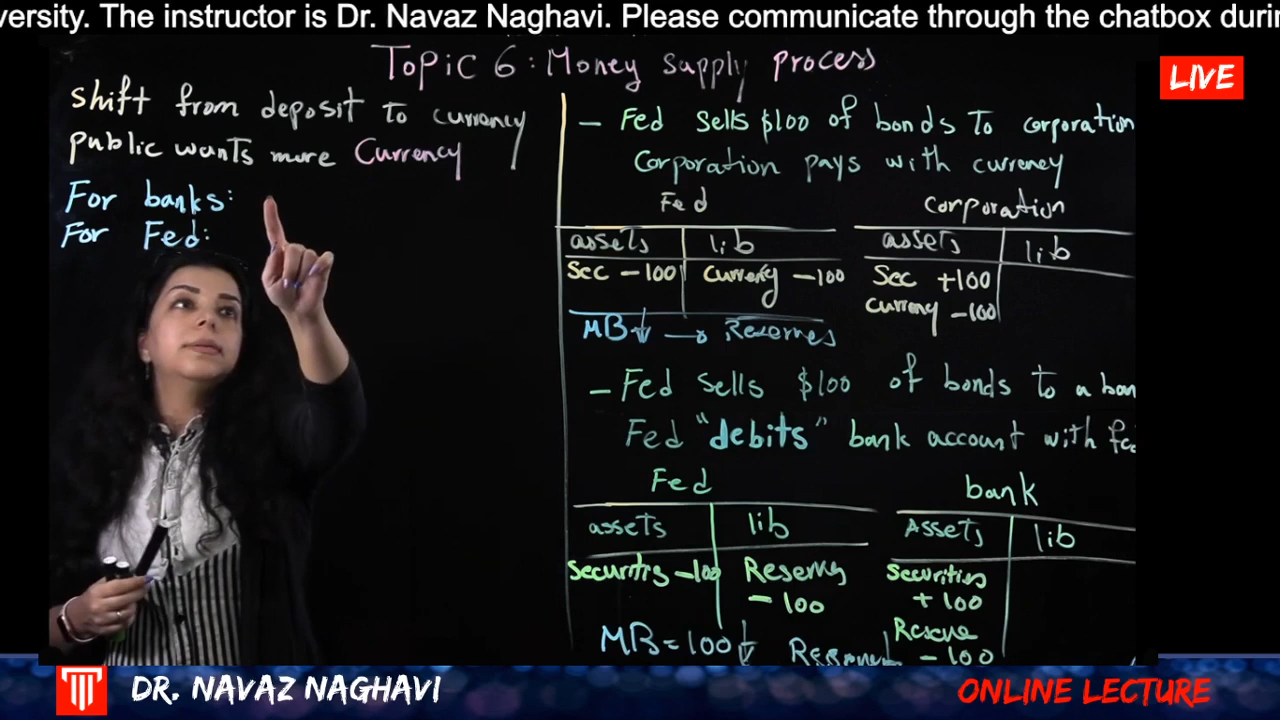 versity. The instructor is Dr. Navaz Naghavi. Please communicate through the chatbox durin
LIVE
Topic 6: Money supply process
shift from deposit to currency
public wants more Currency
For banks:
For Fed:
- Fed sells $100 of bonds to corporation
Corporation pays with currency
Fed
assets lib
Sec -100 Currency -100
MB↓ → Reserves
corporation
assets lib
Sec +100
Currency -100
- Fed sells $100 of bonds to a ban
Fed "debits" bank account with fed
Fed
assets lib
Securities -100 Reserves
-100
MB = 100↓
bank
Assets lib
Securities
+100
Reserve
-100
DR. NAVAZ NAGHAVI
ONLINE LECTURE